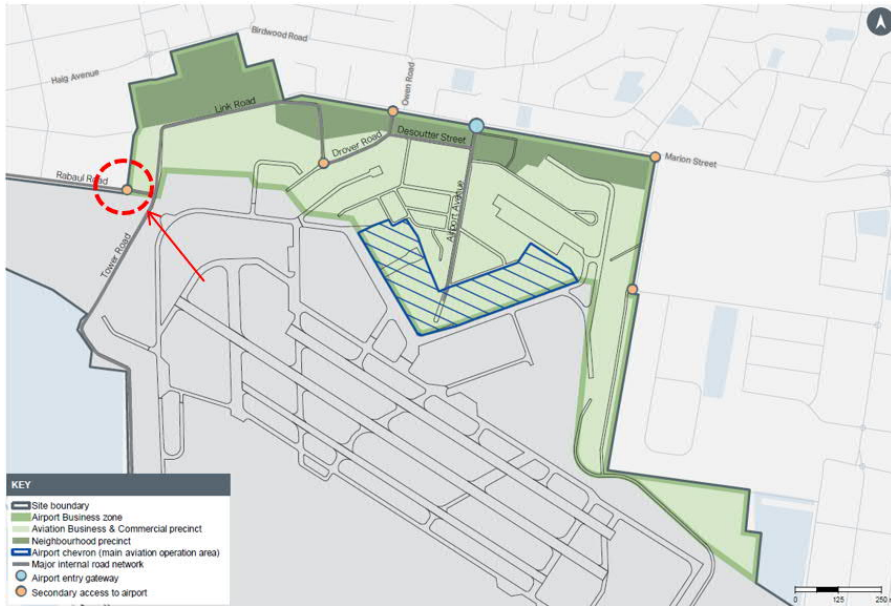 Birdwood Road
Haig Avenue
Owen Road
Link Road
Desoutter Street
Drover Road
Marion Street
Rabaul Road
Airport Avenue
Tower Road
KEY
Site boundary
Airport Business zone
Aviation Business & Commercial precinct
Neighbourhood precinct
Airport chevron (main aviation operation area)
Major internal road network
Airport entry gateway
Secondary access to airport
0 125 250